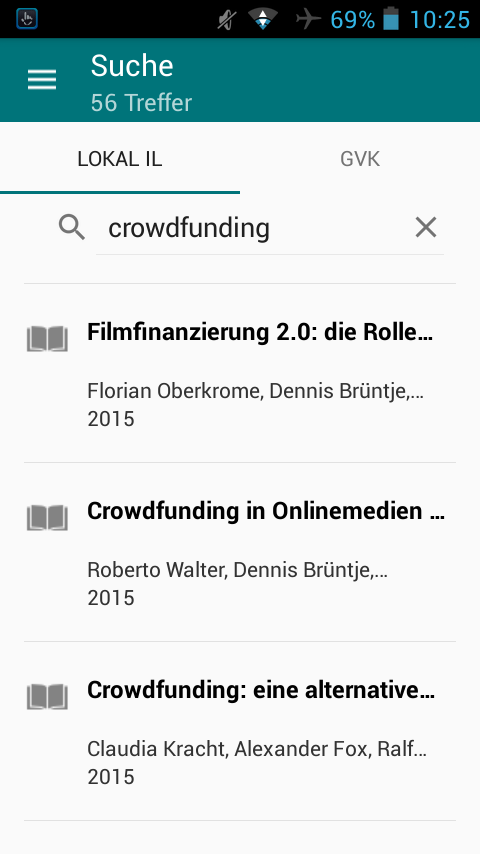 69% 10:25
Suche
56 Treffer
LOKAL IL GVK
crowdfunding
Filmfinanzierung 2.0: die Rolle...
Florian Oberkrome, Dennis Brüntje,...
2015
Crowdfunding in Onlinemedien ...
Roberto Walter, Dennis Brüntje,...
2015
Crowdfunding: eine alternative...
Claudia Kracht, Alexander Fox, Ralf...
2015